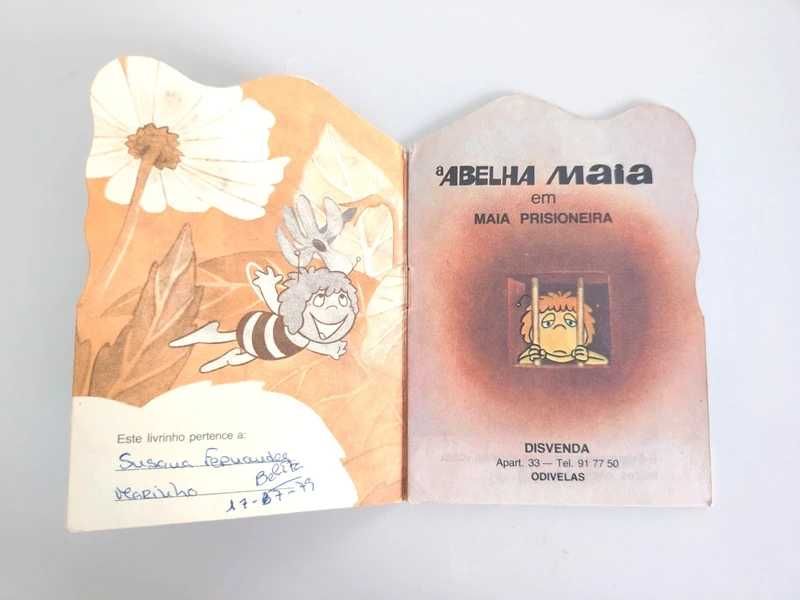 Este livrinho pertence a:
Susana Fernandes
Belita
Marinho
17-07-79
a ABELHA Maia
em
MAIA PRISIONEIRA
DISVENDA
Apart. 33 — Tel. 91 77 50
ODIVELAS